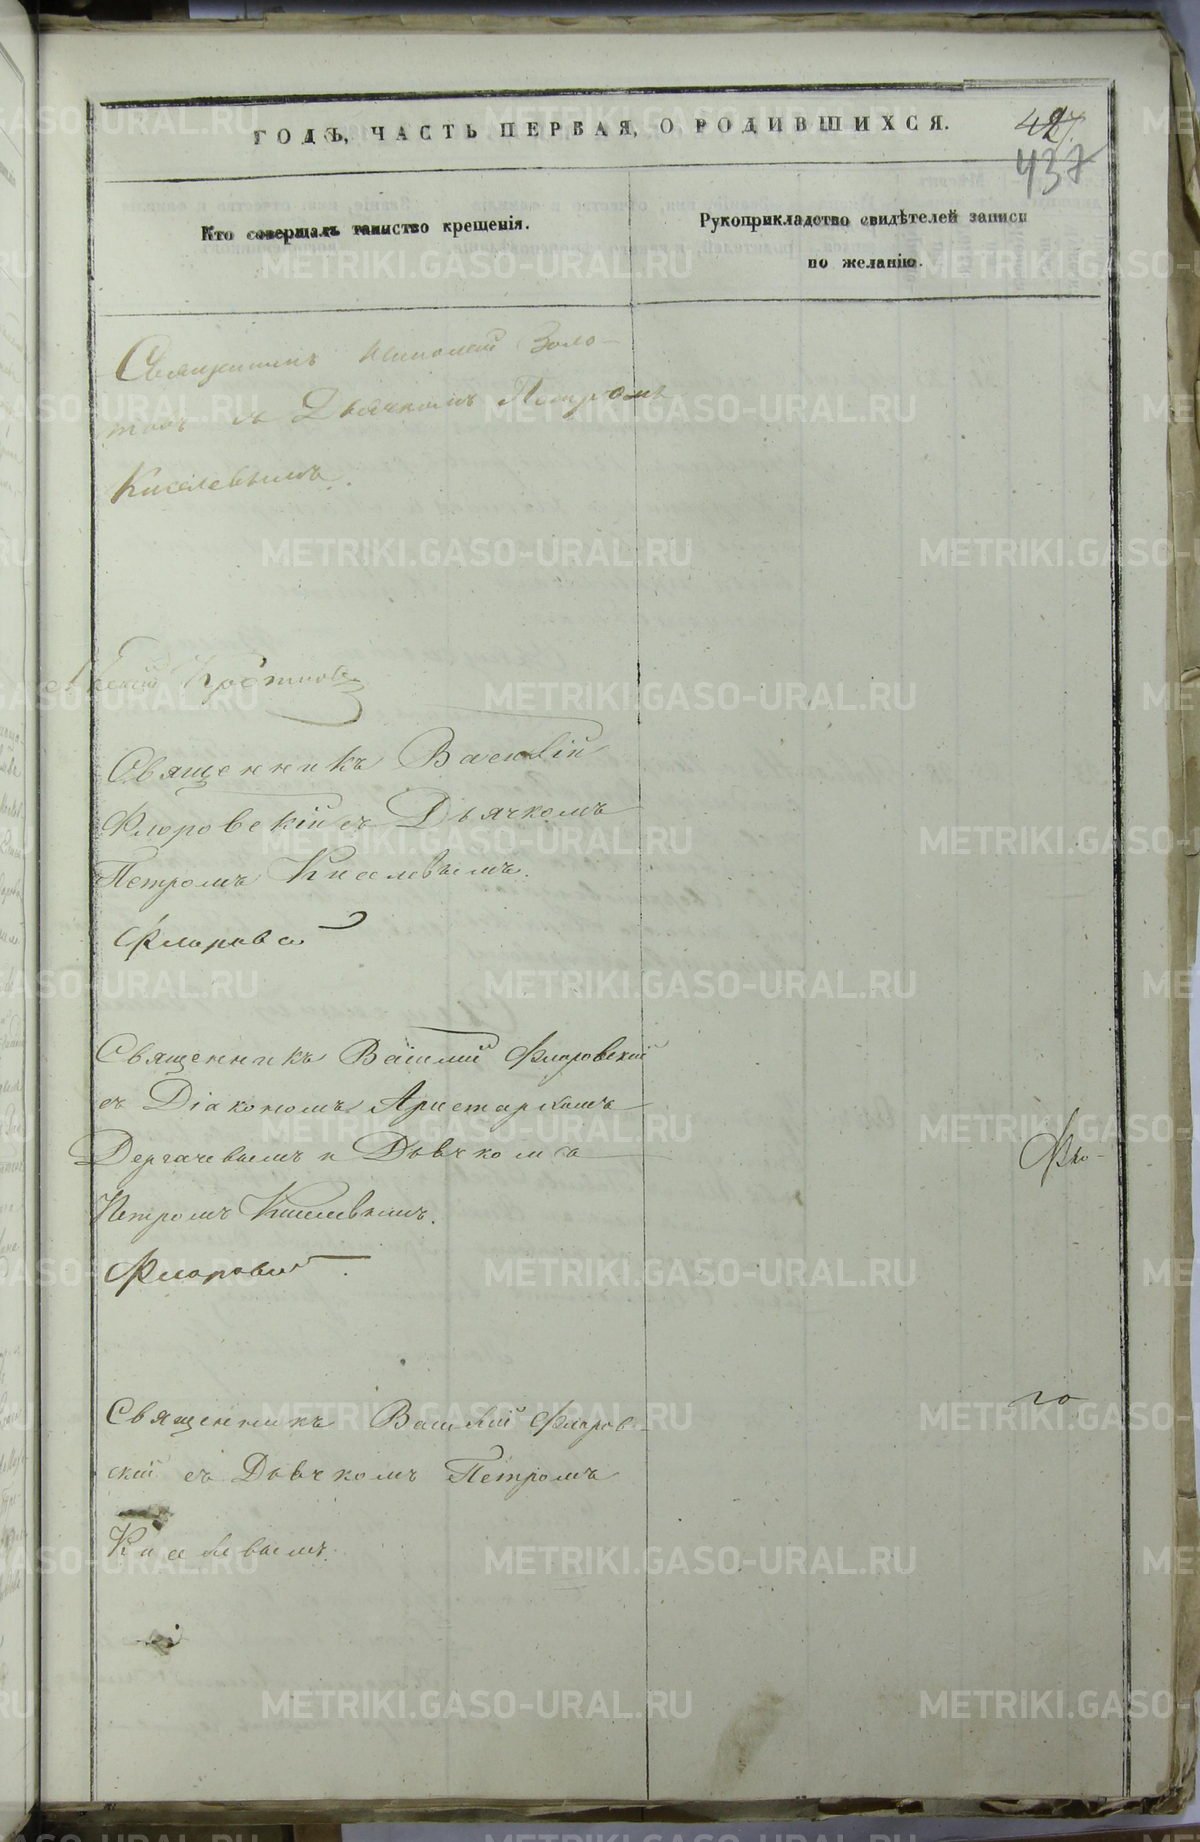 ГОДЪ, ЧАСТЬ ПЕРВАЯ, О РОДИВШИХСЯ.
437
Кто совершалъ таинство крещенія.
Рукоприкладство свидѣтелей записи
по желанію.
Священникъ Николай Золо-
товъ съ Дьячкомъ Петромъ
Киселевымъ.
Священникъ Василій
Флоровскій съ Дьячкомъ
Петромъ Киселевымъ.
Священникъ Василій Флоровскій
съ Діакономъ Аристархомъ
Дергачевымъ и Дьячкомъ
Фло-
Петромъ Киселевымъ.
го
Священникъ Василій Флоров-
скій съ Дьячкомъ Петромъ
Киселевымъ.
METRIKI.GASO-URAL.RU